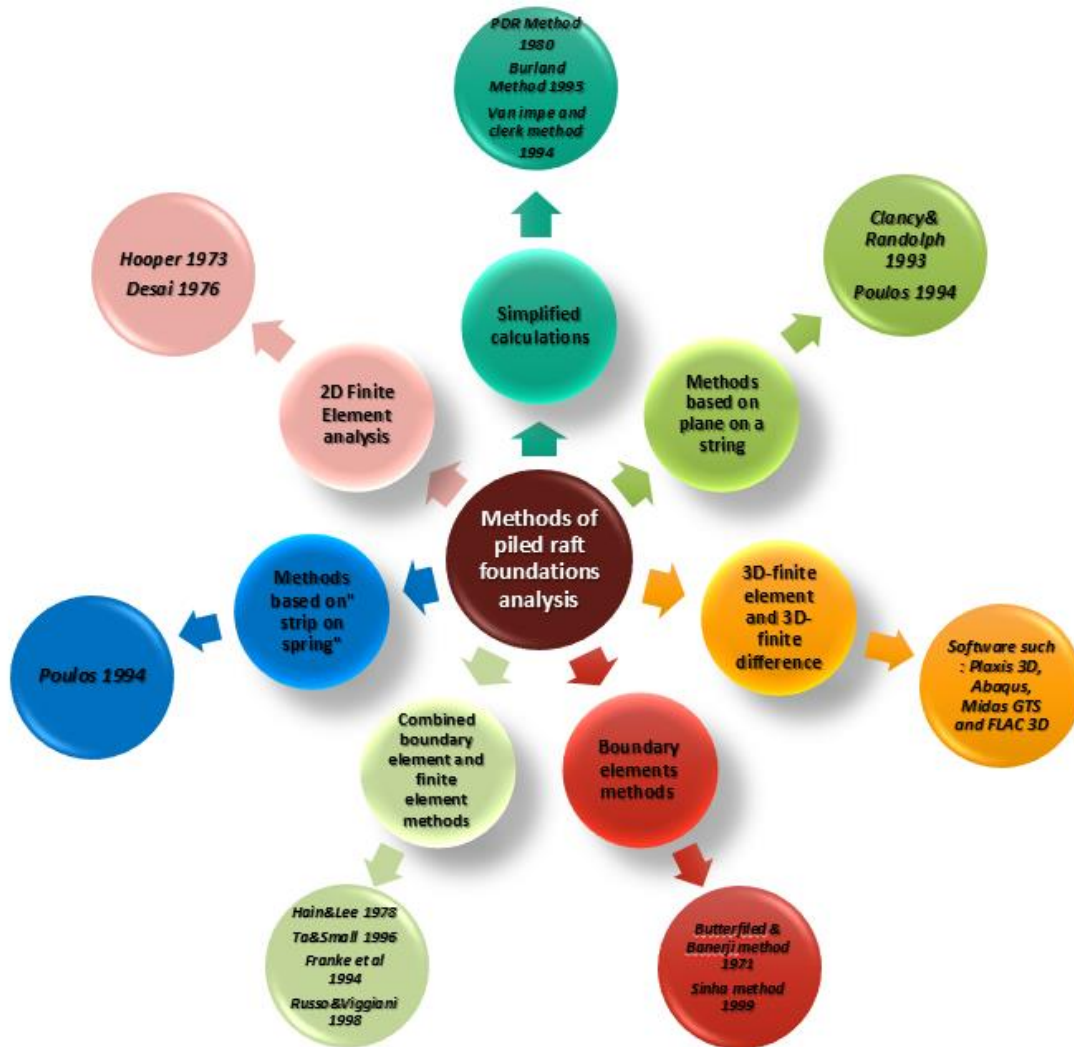 PDR Method
1980
Burland
Method 1995
Van impe and
clerk method
1994
Simplified
calculations
Clancy&
Randolph
1993
Poulos 1994
Methods
based on
plane on a
string
Hooper 1973
Desai 1976
2D Finite
Element
analysis
Methods of
piled raft
foundations
analysis
3D-finite
element
and 3D-
finite
difference
Software such
: Plaxis 3D,
Abaqus,
Midas GTS
and FLAC 3D
Methods
based on"
strip on
spring"
Poulos 1994
Combined
boundary
element and
finite
element
methods
Hain&Lee 1978
Ta&Small 1996
Franke et al
1994
Russo&Viggiani
1998
Boundary
elements
methods
Butterfiled &
Banerji method
1971
Sinha method
1999